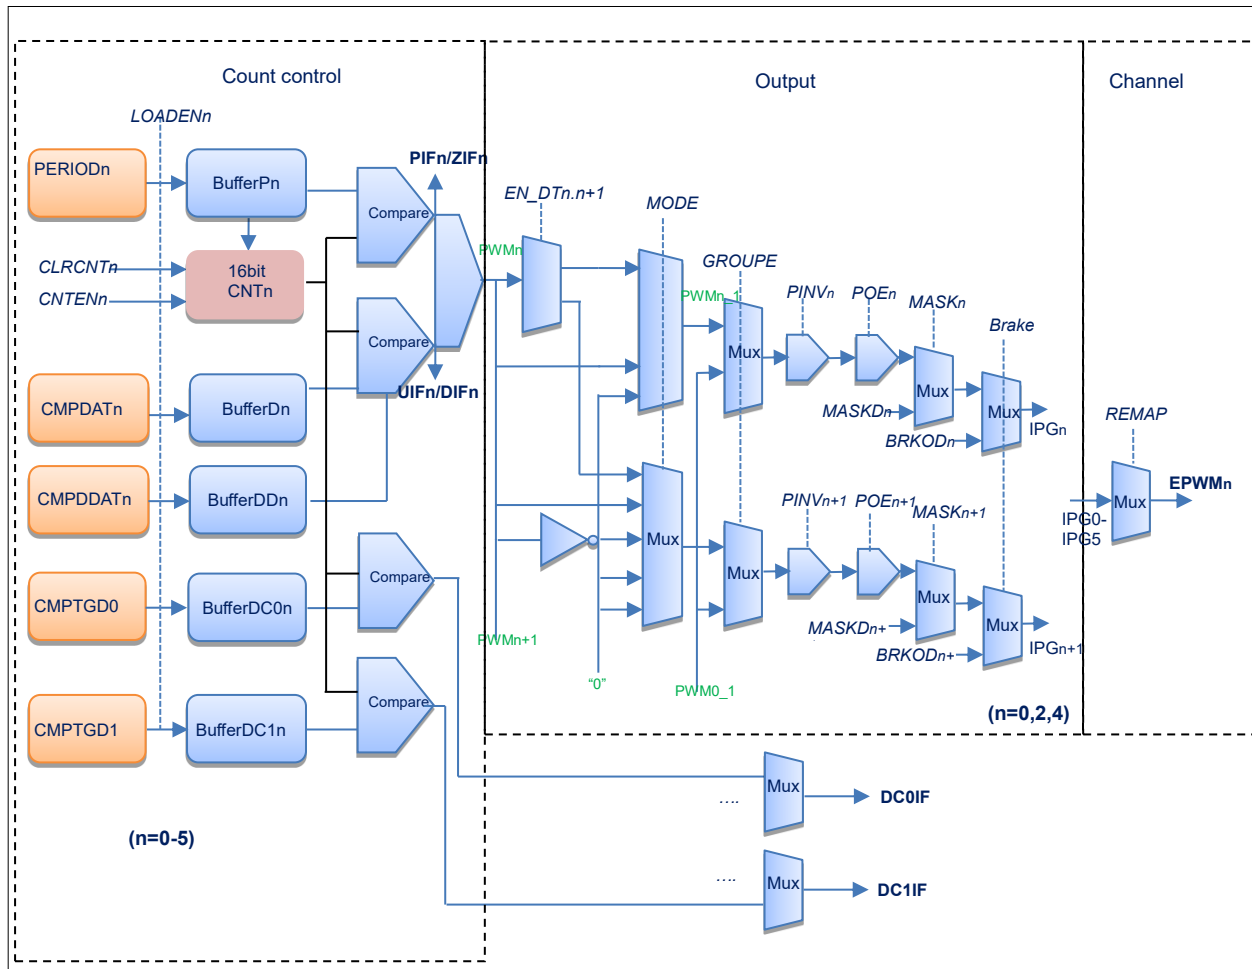 Count control
Output
Channel
LOADENn
PERIODn
BufferPn
PIFn/ZIFn
Compare
EN_DTn.n+1
MODE
PWMn
GROUPE
CLRCNTn
CNTENn
16bit
CNTn
PWMn_1
PINVn
POEn
MASKn
Brake
Compare
Mux
UIFn/DIFn
Mux
Mux
MASKDn
BRKODn
IPGn
REMAP
CMPDATn
BufferDn
CMPDDATn
BufferDDn
PINVn+1
POEn+1
MASKn+1
Mux
EPWMn
IPG0-
IPG5
Mux
Compare
Mux
CMPTGD0
BufferDC0n
Mux
Mux
MASKDn+
BRKODn+
IPGn+1
PWMn+1
"0"
PWM0_1
Compare
CMPTGD1
BufferDC1n
(n=0,2,4)
Mux
....
DC0IF
(n=0-5)
....
Mux
DC1IF